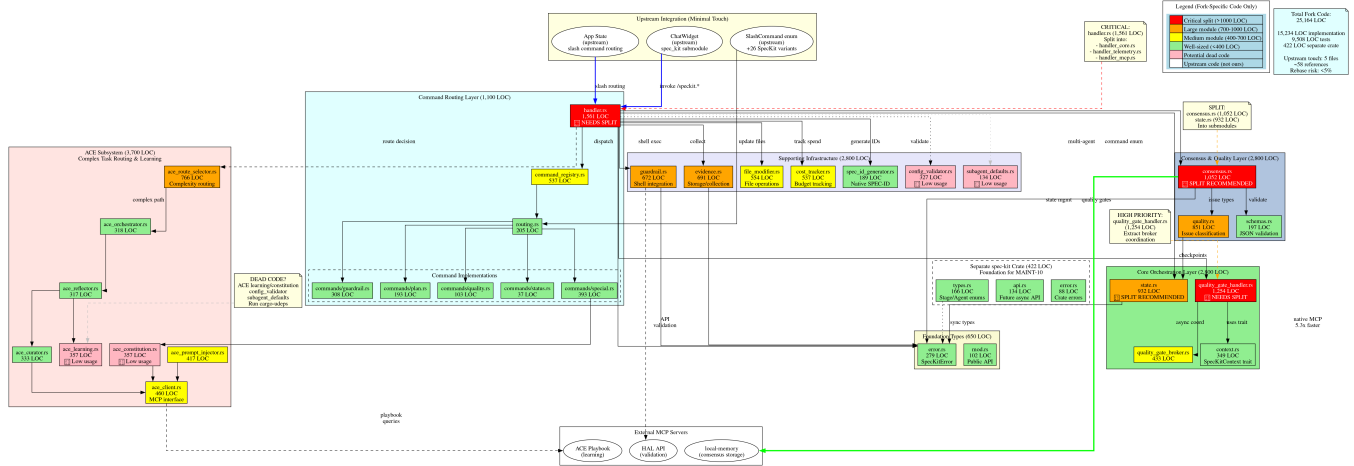 Upstream Integration (Minimal Touch)
App State
(upstream)
slash command routing
ChatWidget
(upstream)
spec_kit submodule
SlashCommand enum
(upstream)
+26 SpecKit variants
CRITICAL:
handler.rs (1,561 LOC)
Split into:
- handler_core.rs
- handler_telemetry.rs
- handler_mcp.rs
Legend (Fork-Specific Code Only)
Critical split (>1000 LOC)
Large module (700-1000 LOC)
Medium module (400-700 LOC)
Well-sized (<400 LOC)
Potential dead code
Upstream code (not ours)
Total Fork Code:
25,164 LOC
15,234 LOC implementation
9,508 LOC tests
422 LOC separate crate
Upstream touch: 5 files
~58 references
Rebase risk: <5%
slash routing
invoke /speckit.*
Command Routing Layer (1,100 LOC)
handler.rs
1,561 LOC
NEEDS SPLIT
SPLIT:
consensus.rs (1,052 LOC)
state.rs (932 LOC)
Into submodules
route decision
dispatch
shell exec
collect
update files
track spend
generate IDs
validate
multi-agent
command enum
ACE Subsystem (3,700 LOC)
Complex Task Routing & Learning
ace_route_selector.rs
766 LOC
Complexity routing
command_registry.rs
537 LOC
Supporting Infrastructure (2,800 LOC)
guardrail.rs
672 LOC
Shell integration
evidence.rs
691 LOC
Storage/collection
file_modifier.rs
554 LOC
File operations
cost_tracker.rs
537 LOC
Budget tracking
spec_id_generator.rs
189 LOC
Native SPEC-ID
config_validator.rs
327 LOC
Low usage
subagent_defaults.rs
134 LOC
Low usage
Consensus & Quality Layer (2,800 LOC)
consensus.rs
1,052 LOC
SPLIT RECOMMENDED
complex path
state mgmt
quality gates
issue types
validate
ace_orchestrator.rs
318 LOC
routing.rs
205 LOC
HIGH PRIORITY:
quality_gate_handler.rs
(1,254 LOC)
Extract broker
coordination
quality.rs
851 LOC
Issue classification
schemas.rs
197 LOC
JSON validation
checkpoints
DEAD CODE?
ACE learning/constitution
config_validator
subagent_defaults
Run cargo-udeps
Command Implementations
commands/guardrail.rs
308 LOC
commands/plan.rs
193 LOC
commands/quality.rs
103 LOC
commands/status.rs
37 LOC
commands/special.rs
393 LOC
Separate spec-kit Crate (422 LOC)
Foundation for MAINT-10
types.rs
166 LOC
Stage/Agent enums
api.rs
134 LOC
Future async API
error.rs
88 LOC
Crate errors
state.rs
932 LOC
SPLIT RECOMMENDED
quality_gate_handler.rs
1,254 LOC
NEEDS SPLIT
ace_reflector.rs
317 LOC
API
validation
sync types
async coord
uses trait
native MCP
5.3x faster
Foundation Types (650 LOC)
error.rs
279 LOC
SpecKitError
mod.rs
102 LOC
Public API
quality_gate_broker.rs
433 LOC
context.rs
349 LOC
SpecKitContext trait
ace_curator.rs
333 LOC
ace_learning.rs
357 LOC
Low usage
ace_constitution.rs
357 LOC
Low usage
ace_prompt_injector.rs
417 LOC
ace_client.rs
460 LOC
MCP interface
playbook
queries
External MCP Servers
ACE Playbook
(learning)
HAL API
(validation)
local-memory
(consensus storage)